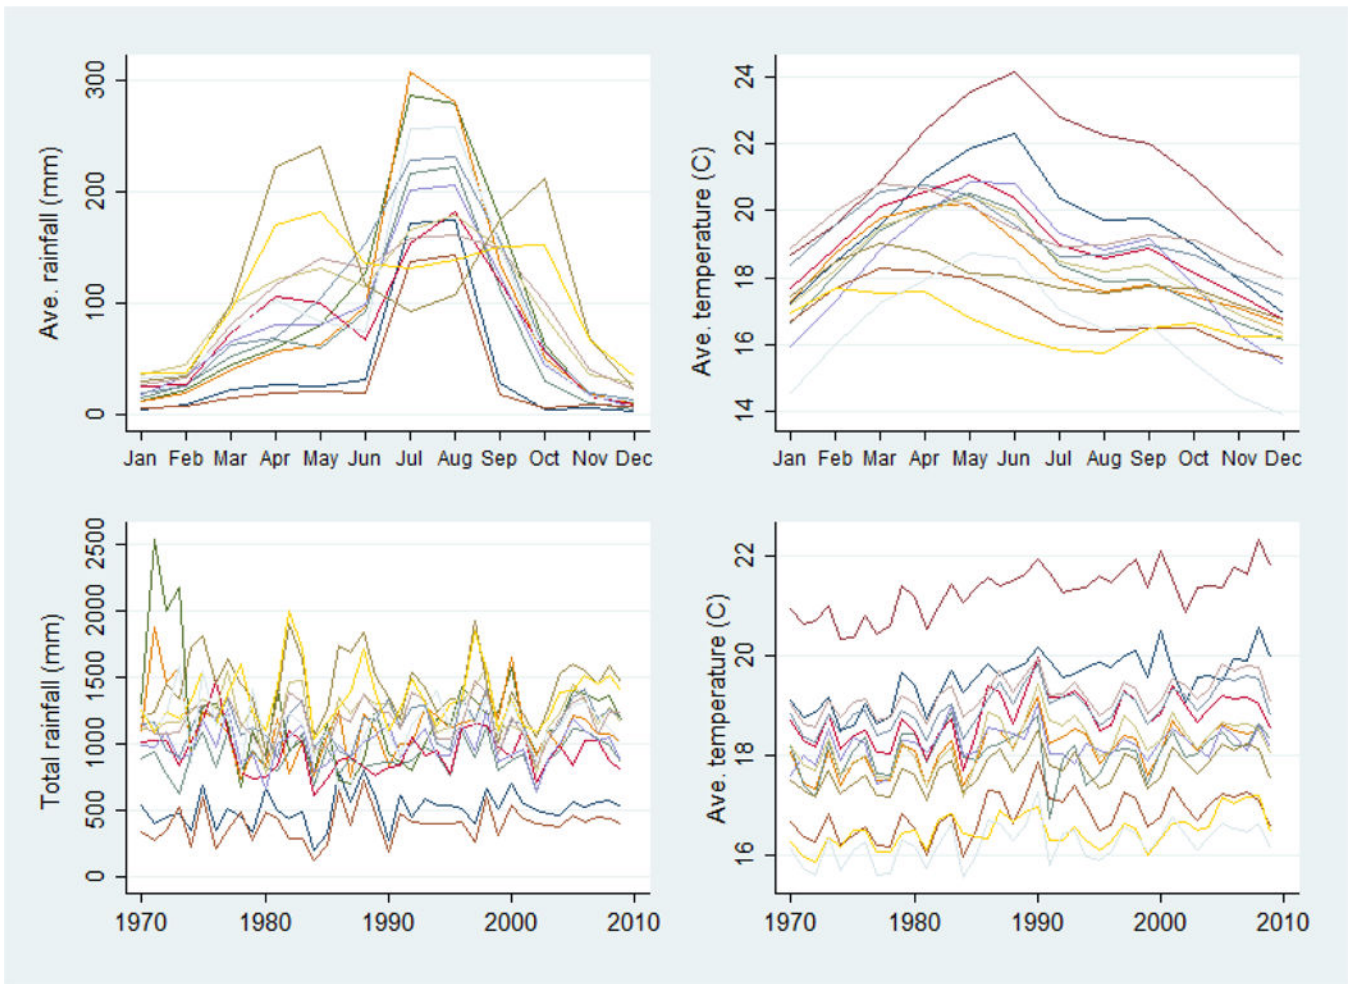 Ave. rainfall (mm)
300
200
100
0
Jan Feb Mar Apr May Jun Jul Aug Sep Oct Nov Dec
Ave. temperature (C)
24
22
20
18
16
14
Jan Feb Mar Apr May Jun Jul Aug Sep Oct Nov Dec
Total rainfall (mm)
2500
2000
1500
1000
500
0
1970 1980 1990 2000 2010
Ave. temperature (C)
22
20
18
16
1970 1980 1990 2000 2010